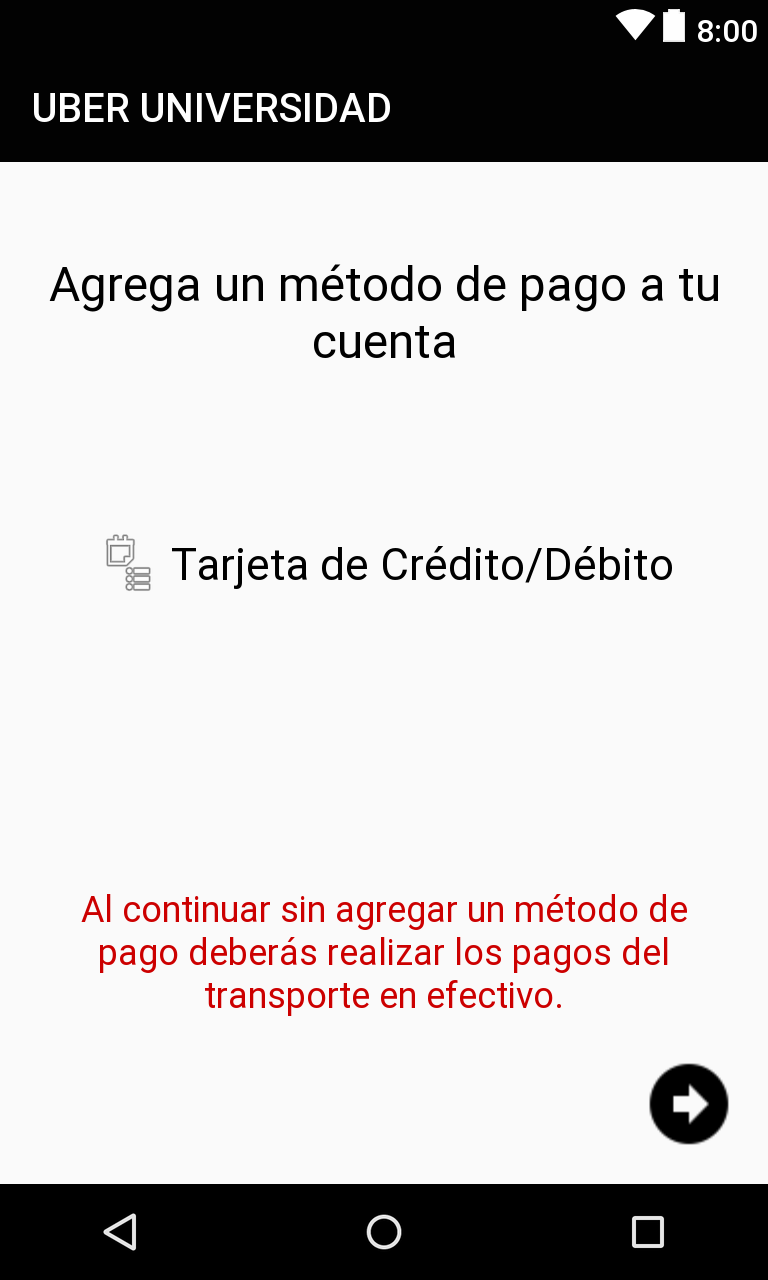 8:00
UBER UNIVERSIDAD
Agrega un método de pago a tu
cuenta
Tarjeta de Crédito/Débito
Al continuar sin agregar un método de
pago deberás realizar los pagos del
transporte en efectivo.